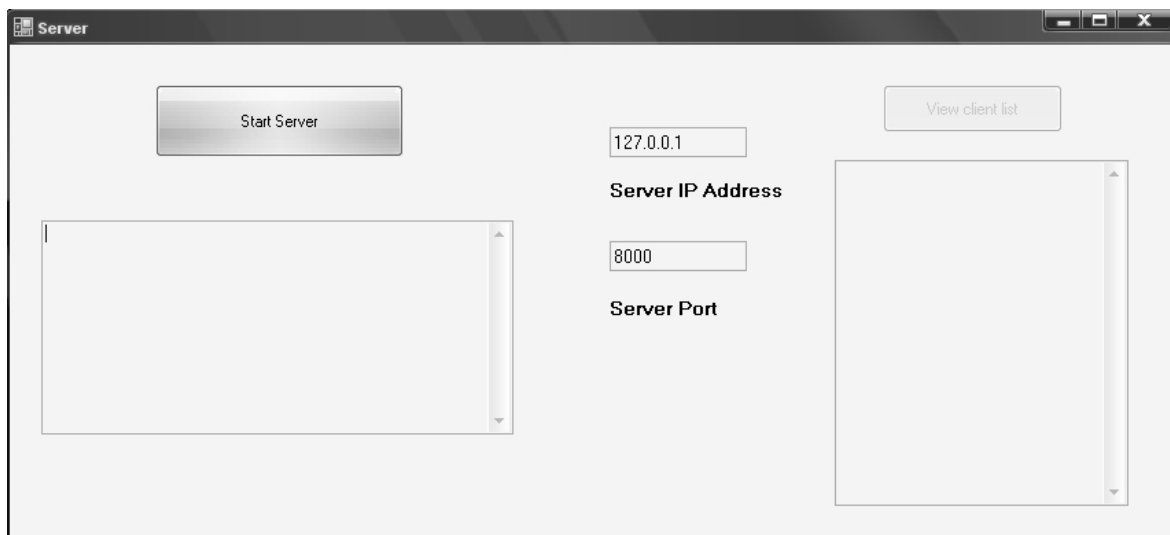 Server
Start Server
127.0.0.1
Server IP Address
8000
Server Port
View client list